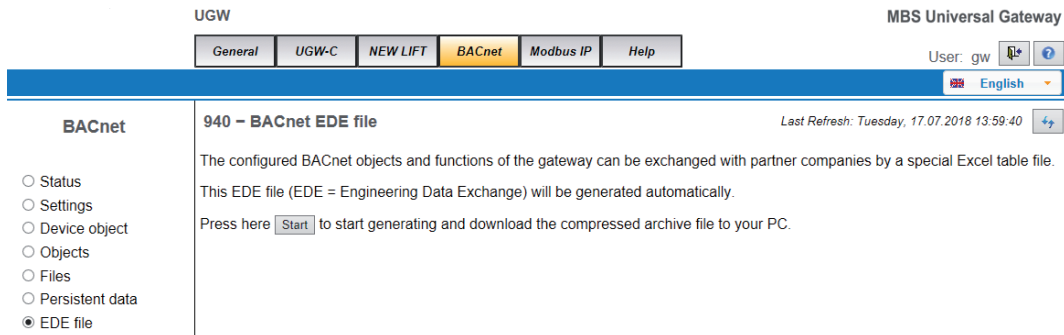 UGW MBS Universal Gateway
General UGW-C NEW LIFT BACnet Modbus IP Help
User: gw ?
English
BACnet
Status
Settings
Device object
Objects
Files
Persistent data
EDE file
940 − BACnet EDE file Last Refresh: Tuesday, 17.07.2018 13:59:40
The configured BACnet objects and functions of the gateway can be exchanged with partner companies by a special Excel table file.
This EDE file (EDE = Engineering Data Exchange) will be generated automatically.
Press here Start to start generating and download the compressed archive file to your PC.